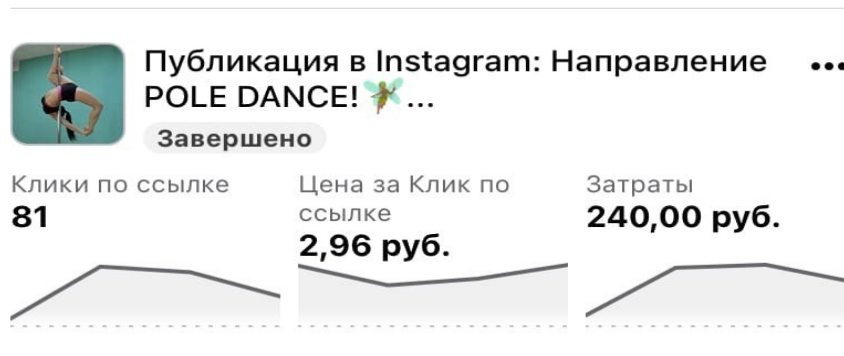 Публикация в Instagram: Направление
POLE DANCE! 🧚...
Завершено
Клики по ссылке
81
Цена за Клик по
ссылке
2,96 руб.
Затраты
240,00 руб.